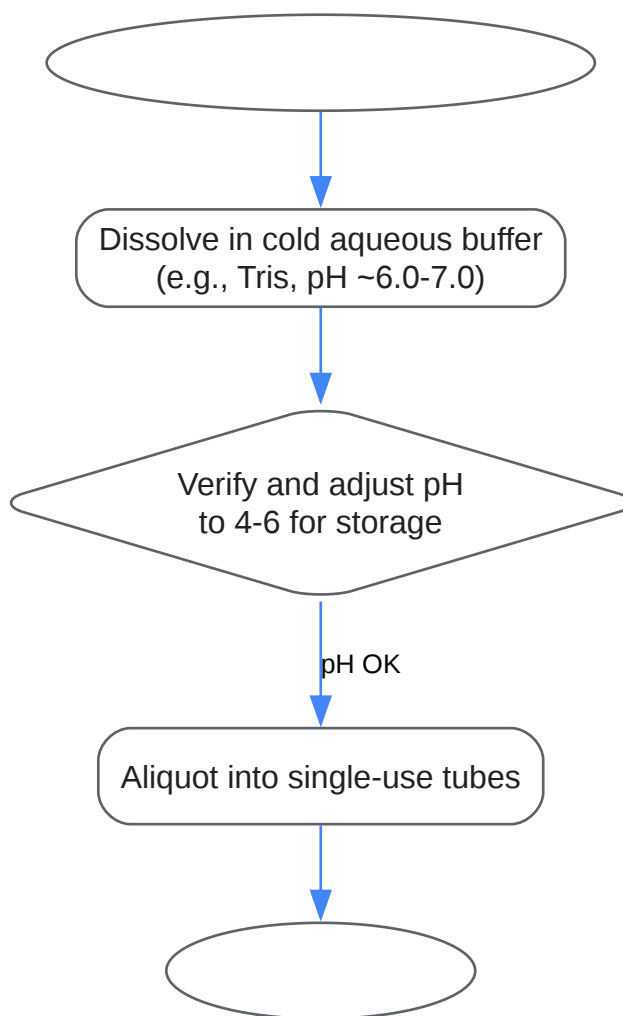 Dissolve in cold aqueous buffer
(e.g., Tris, pH ~6.0-7.0)
Verify and adjust pH
to 4-6 for storage
pH OK
Aliquot into single-use tubes